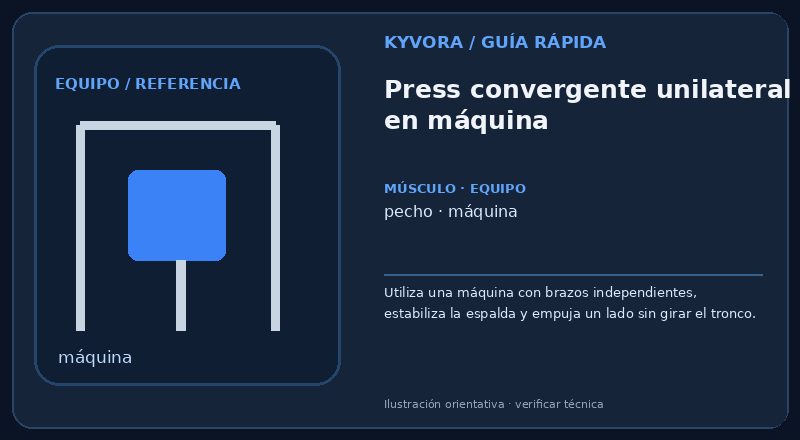 KYVORA / GUÍA RÁPIDA
EQUIPO / REFERENCIA
Press convergente unilateral
en máquina
MÚSCULO · EQUIPO
pecho · máquina
Utiliza una máquina con brazos independientes,
estabiliza la espalda y empuja un lado sin girar el tronco.
máquina
Ilustración orientativa · verificar técnica